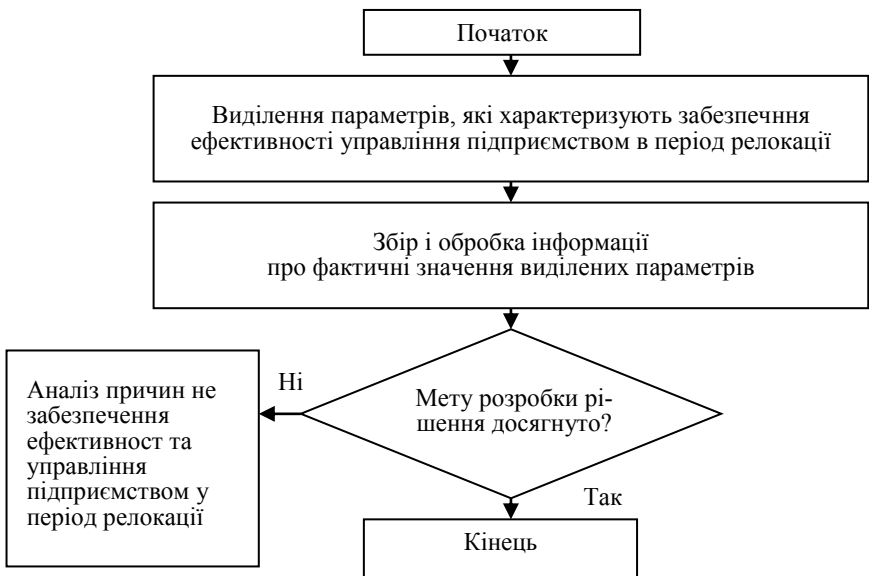 Початок
Виділення параметрів, які характеризують забезпечння
ефективності управління підприємством в період релокації
Збір і обробка інформації
про фактичні значення виділених параметрів
Мету розробки рі-
шення досягнуто?
Ні
Аналіз причин не
забезпечення
ефективност та
управління
підприємством у
період релокації
Так
Кінець